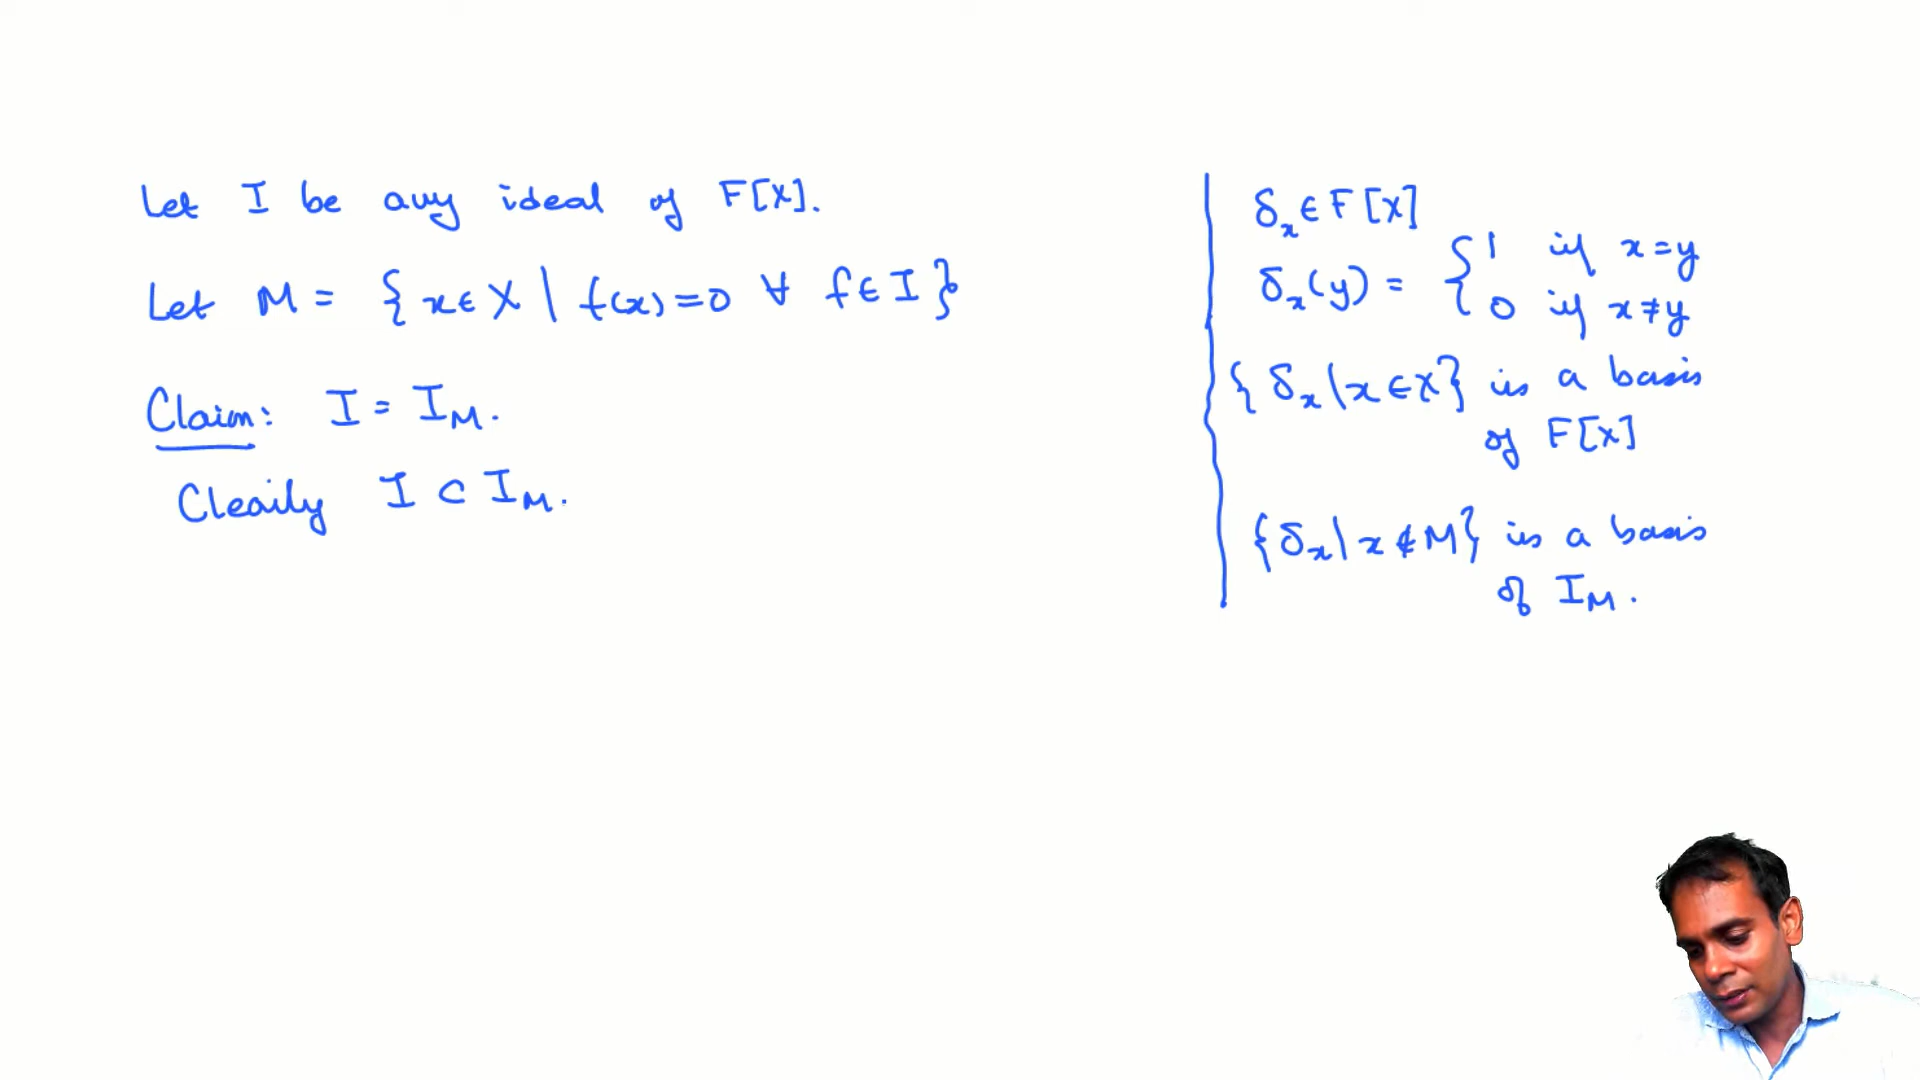 Let I be any ideal of F[X].
Let M = {x∈X | f(x)=0 ∀ f∈I}
Claim: I = I_M.
Clearly I ⊂ I_M.
δ_x ∈ F[X]
δ_x(y) = { 1 if x=y
0 if x≠y
{δ_x | x∈X} is a basis
of F[X]
{δ_x | x∉M} is a basis
of I_M.